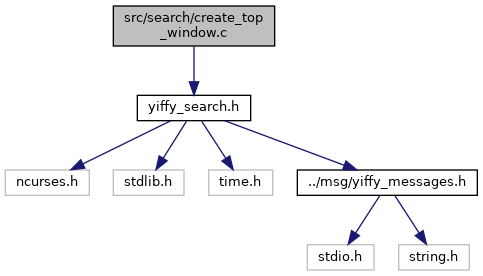 src/search/create_top
_window.c
yiffy_search.h
ncurses.h
stdlib.h
time.h
../msg/yiffy_messages.h
stdio.h
string.h